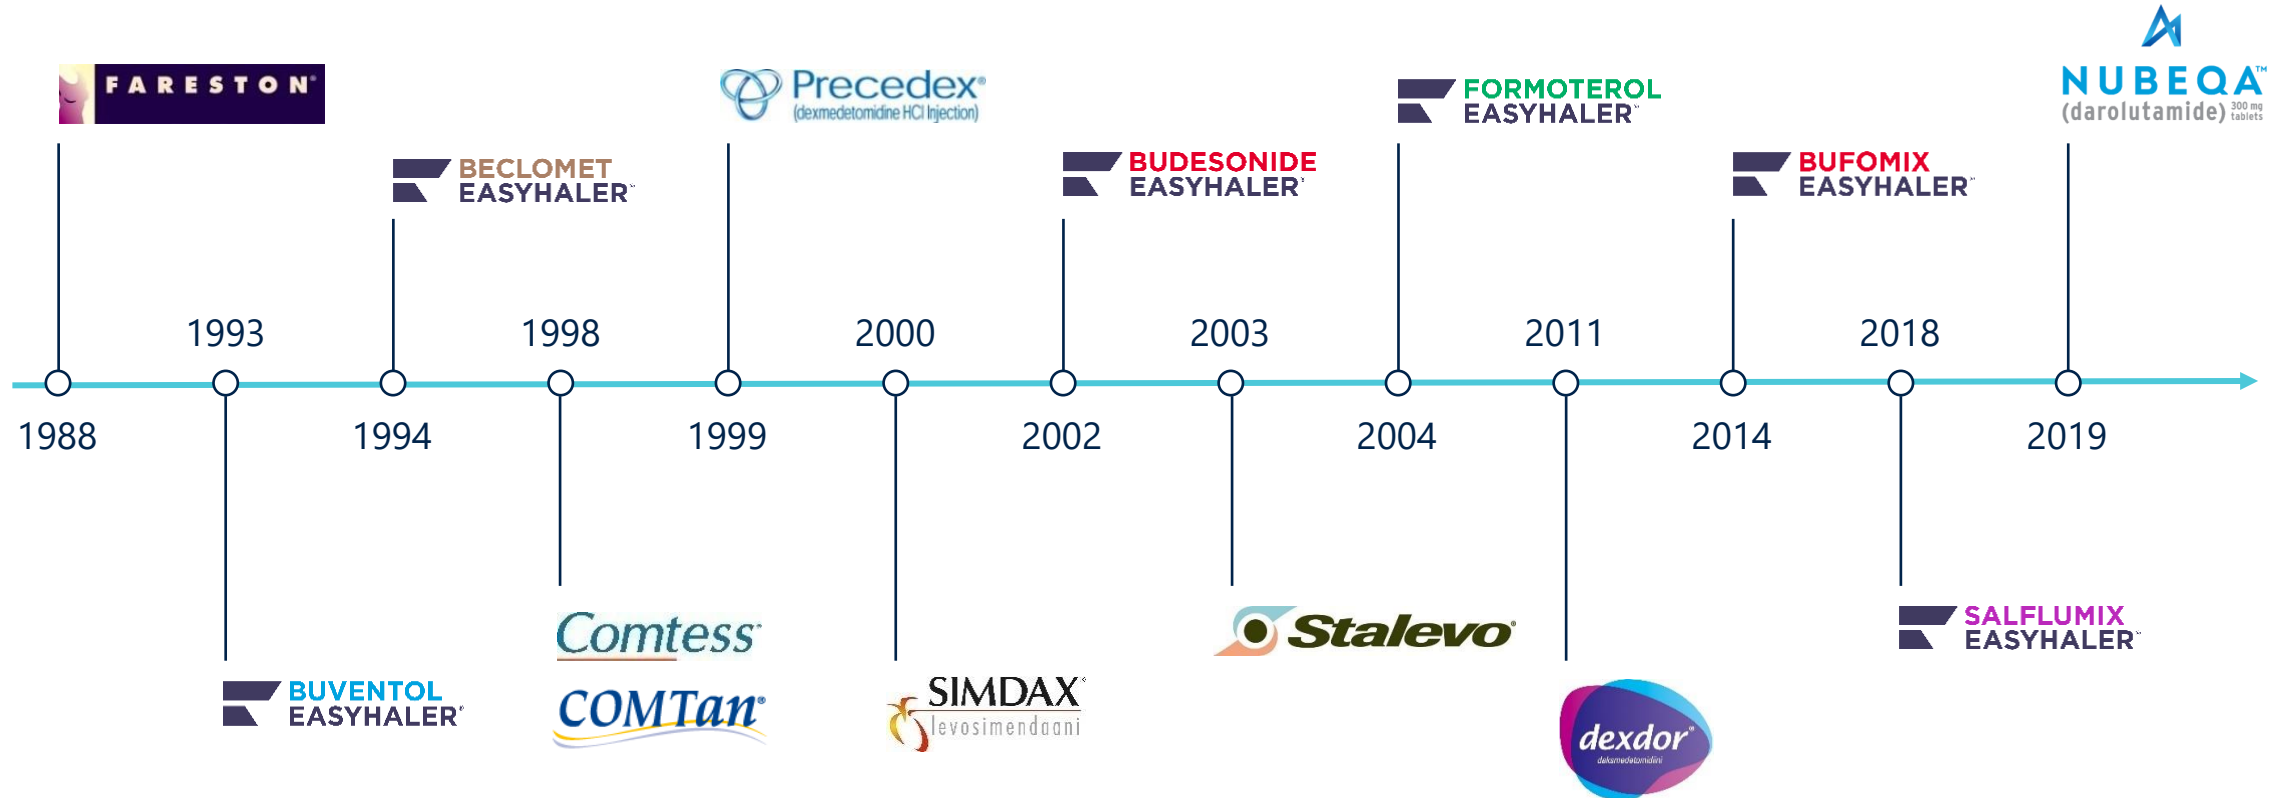 FARESTON®
Precedex®
(dexmedetomidine HCl Injection)
FORMOTEROL
EASYHALER
NUBEQA™
(darolutamide) 300 mg
tablets
BECLOMET
EASYHALER
BUDESONIDE
EASYHALER
BUFOMIX
EASYHALER
1993
1998
2000
2003
2011
2018
1988
1994
1999
2002
2004
2014
2019
Comtess
COMTan®
BUVENTOL
EASYHALER
SIMDAX®
levosimendaani
Stalevo®
dexdor®
deksmedetomidiini
SALFLUMIX
EASYHALER